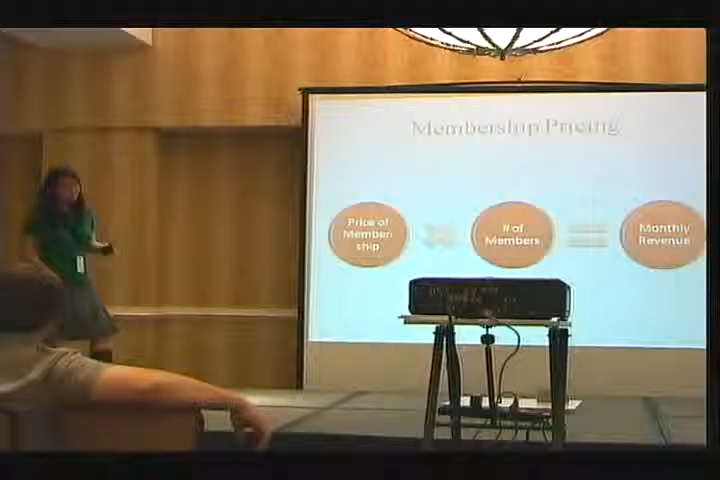 Membership Pricing
Price of
Member-
ship
# of
Members
Monthly
Revenue